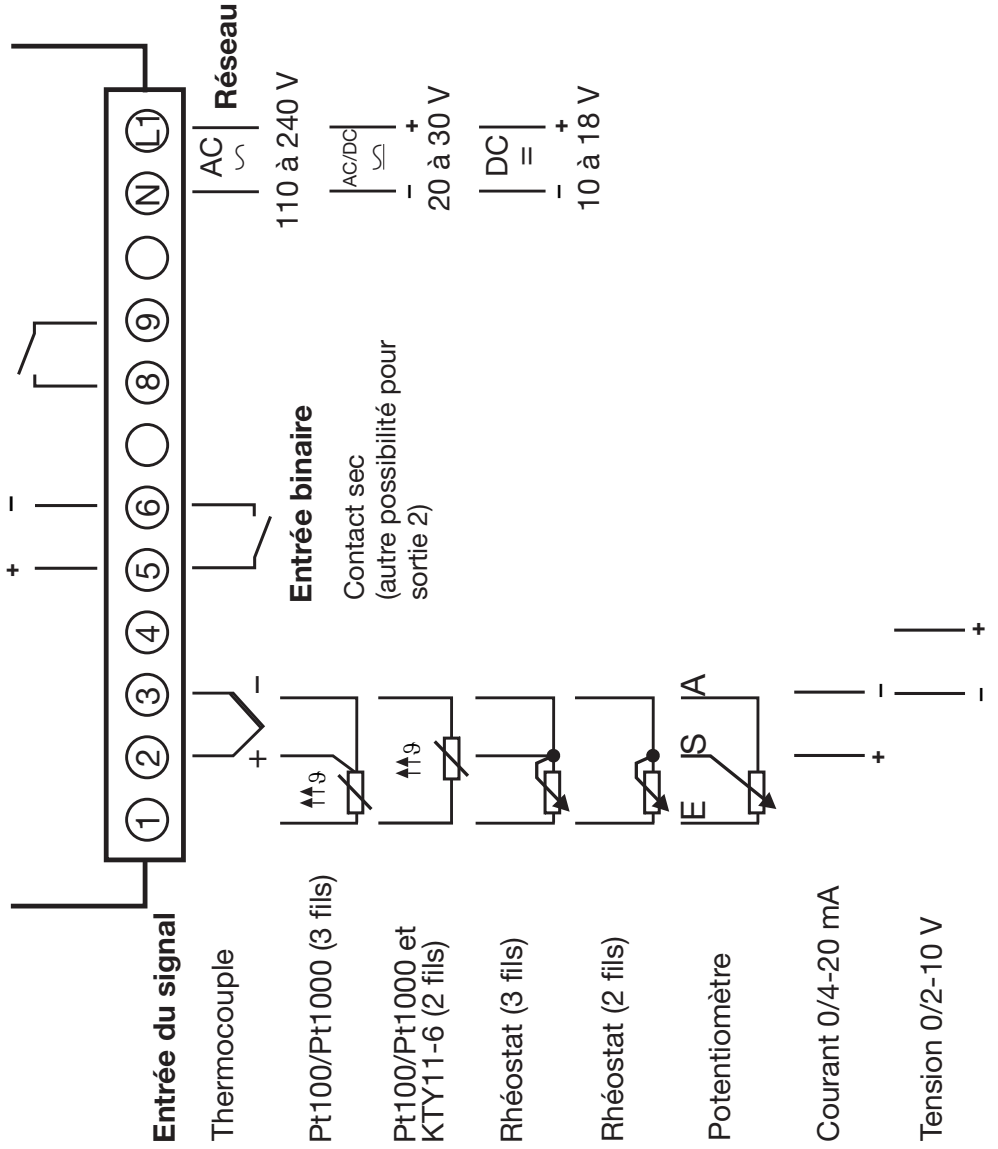 + −
1 2 3 4 5 6 8 9 N L1
Entrée du signal
Thermocouple
+ −
Pt100/Pt1000 (3 fils)
ϑ
Pt100/Pt1000 et
KTY11-6 (2 fils)
ϑ
Rhéostat (3 fils)
Rhéostat (2 fils)
Potentiomètre
E S A
Courant 0/4-20 mA
+ −
Tension 0/2-10 V
− +
Entrée binaire
Contact sec
(autre possibilité pour
sortie 2)
Réseau
AC
∿
110 à 240 V
AC/DC
− +
20 à 30 V
DC
=
− +
10 à 18 V